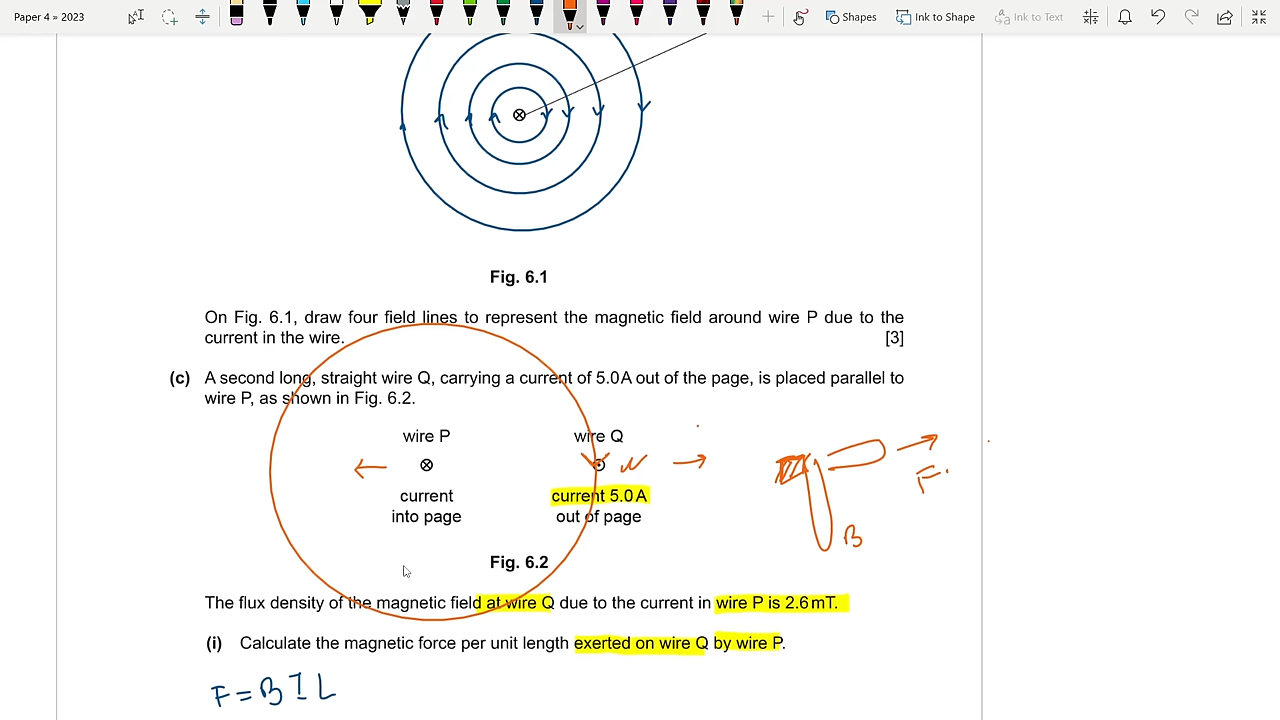 Paper 4 » 2023
Shapes
Ink to Shape
Ink to Text
Fig. 6.1
On Fig. 6.1, draw four field lines to represent the magnetic field around wire P due to the
current in the wire.
[3]
(c) A second long, straight wire Q, carrying a current of 5.0A out of the page, is placed parallel to
wire P, as shown in Fig. 6.2.
wire P
wire Q
current
into page
current 5.0A
out of page
F
B
Fig. 6.2
The flux density of the magnetic field at wire Q due to the current in wire P is 2.6mT.
(i) Calculate the magnetic force per unit length exerted on wire Q by wire P.
F = BIL